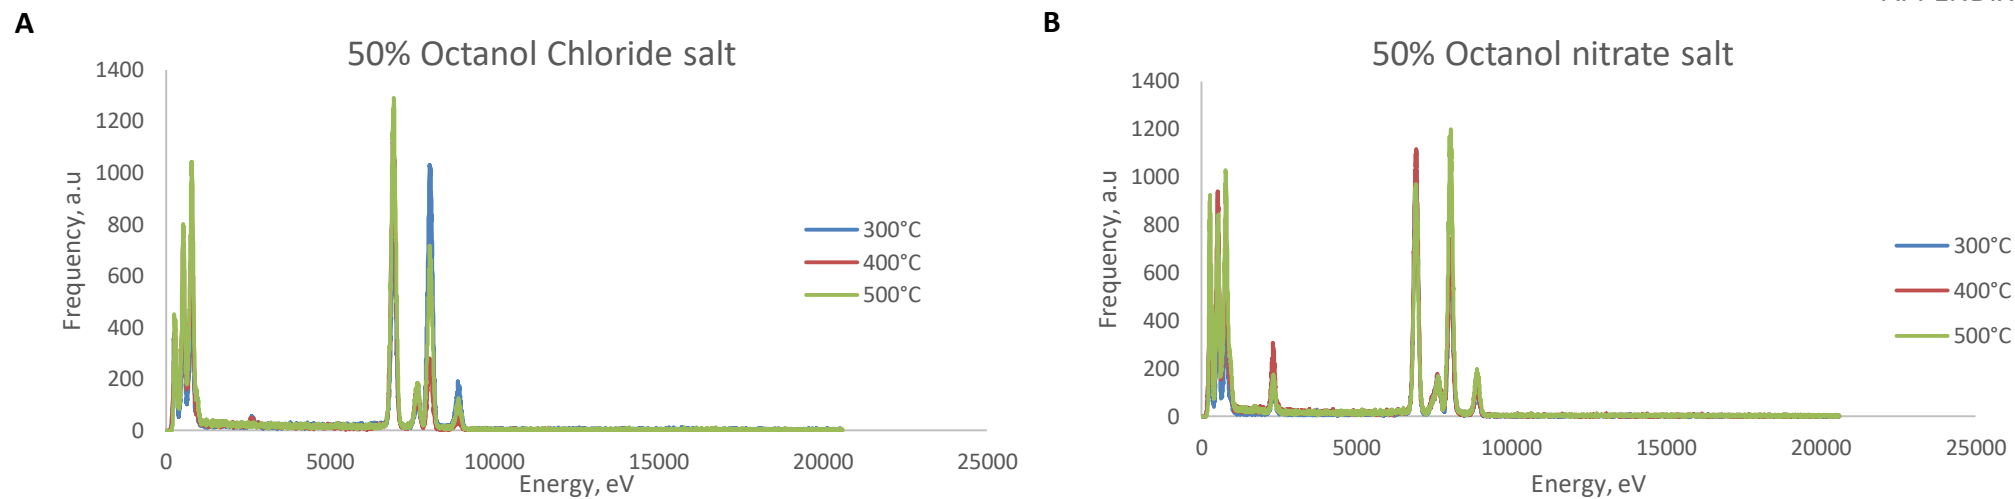 A
50% Octanol Chloride salt
1400
1200
1000
800
600
400
200
0
Frequency, a.u
0 5000 10000 15000 20000 25000
Energy, eV
300°C
400°C
500°C
B
50% Octanol nitrate salt
1400
1200
1000
800
600
400
200
0
Frequency, a.u
0 5000 10000 15000 20000 25000
Energy, eV
300°C
400°C
500°C